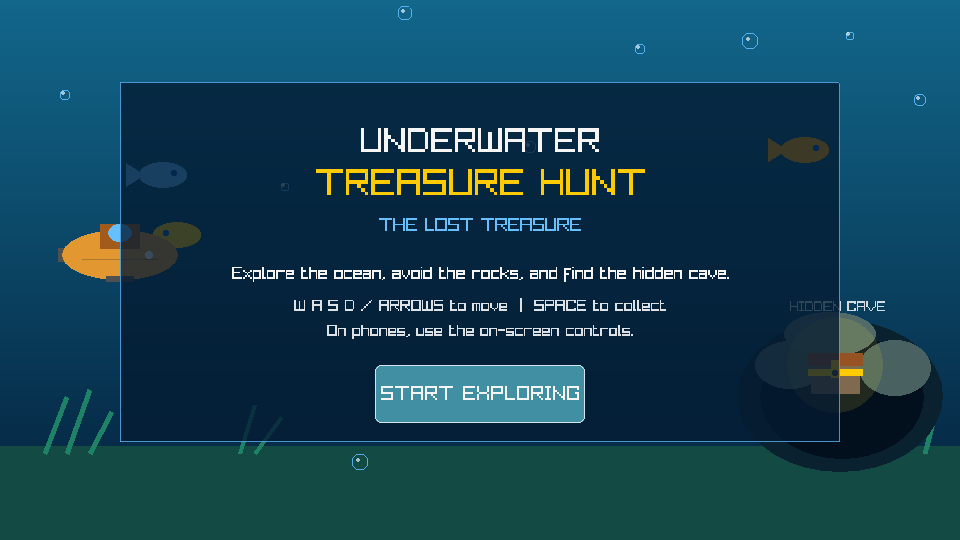 UNDERWATER
TREASURE HUNT
THE LOST TREASURE
Explore the ocean, avoid the rocks, and find the hidden cave.
W A S D / ARROWS to move | SPACE to collect
HIDDEN CAVE
On phones, use the on-screen controls.
START EXPLORING